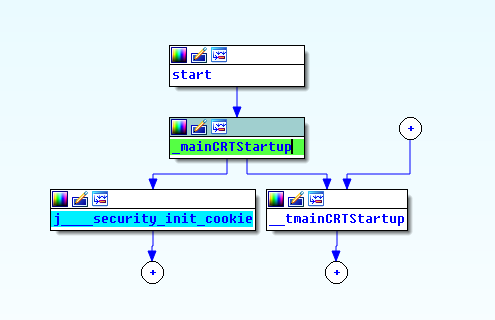 start
_mainCRTStartup
+
j____security_init_cookie
__tmainCRTStartup
+
+